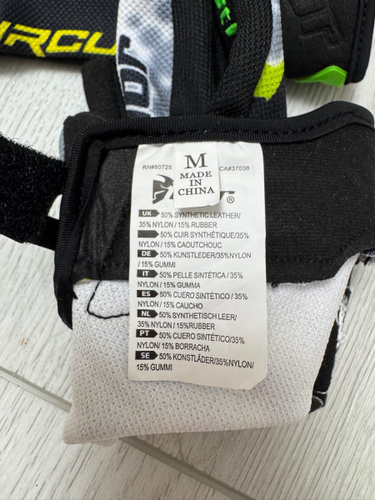 IRCU
M
MADE
IN
CHINA
RN#80725
CA#37038
UK 50% SYNTHETIC LEATHER/
35% NYLON / 15% RUBBER
50% CUIR SYNTHÉTIQUE/35%
NYLON / 15% CAOUTCHOUC
DE 50% KUNSTLEDER/35%NYLON
/ 15% GUMMI
IT 50% PELLE SINTÉTICA / 35%
NYLON / 15% GUMMA
ES 50% CUERO SINTÉTICO / 35%
NYLON / 15% CAUCHO
NL 50% SYNTHETISCH LEER/
35% NYLON / 15%RUBBER
PT 50% CUERO SINTÉTICO/35%
NYLON / 15% BORRACHA
SE 50% KONSTLÄDER/35%NYLON/
15% GUMMI